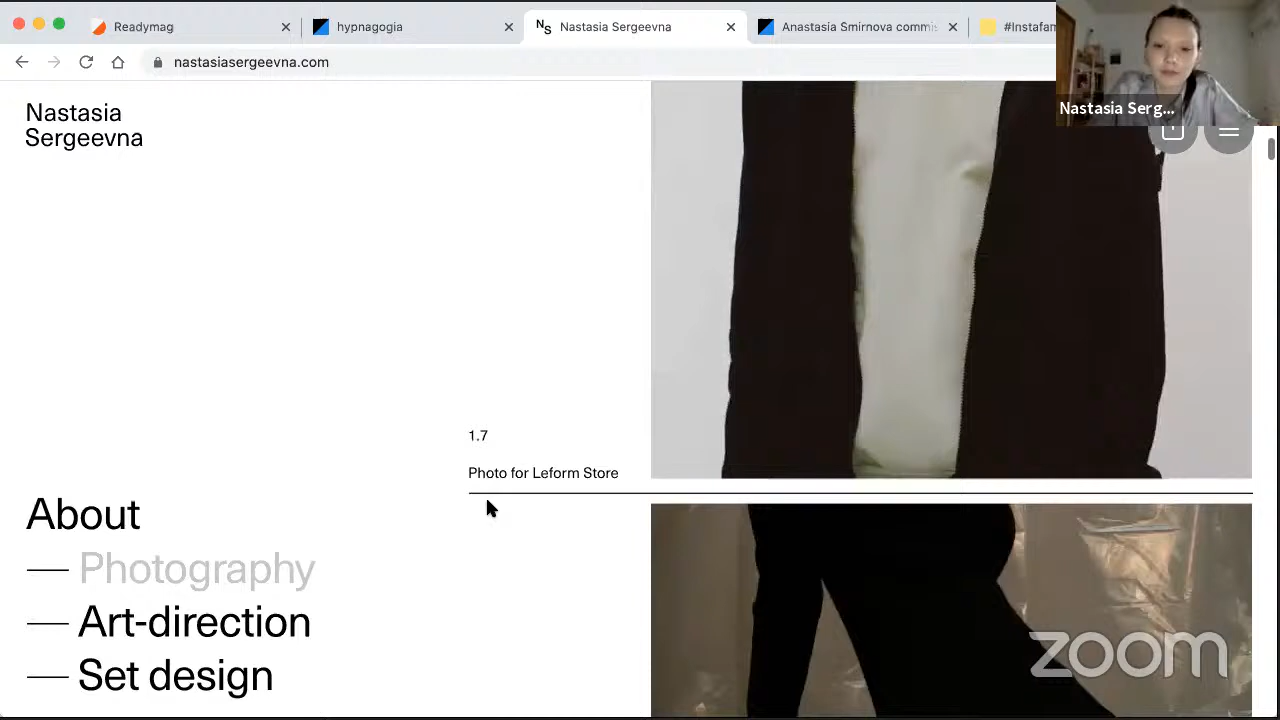 Readymag
hypnagogia
Nastasia Sergeevna
Anastasia Smirnova commis
#Instafam
nastasiasergeevna.com
Nastasia Serg...
Nastasia
Sergeevna
1.7
Photo for Leform Store
About
Photography
Art-direction
Set design
zoom